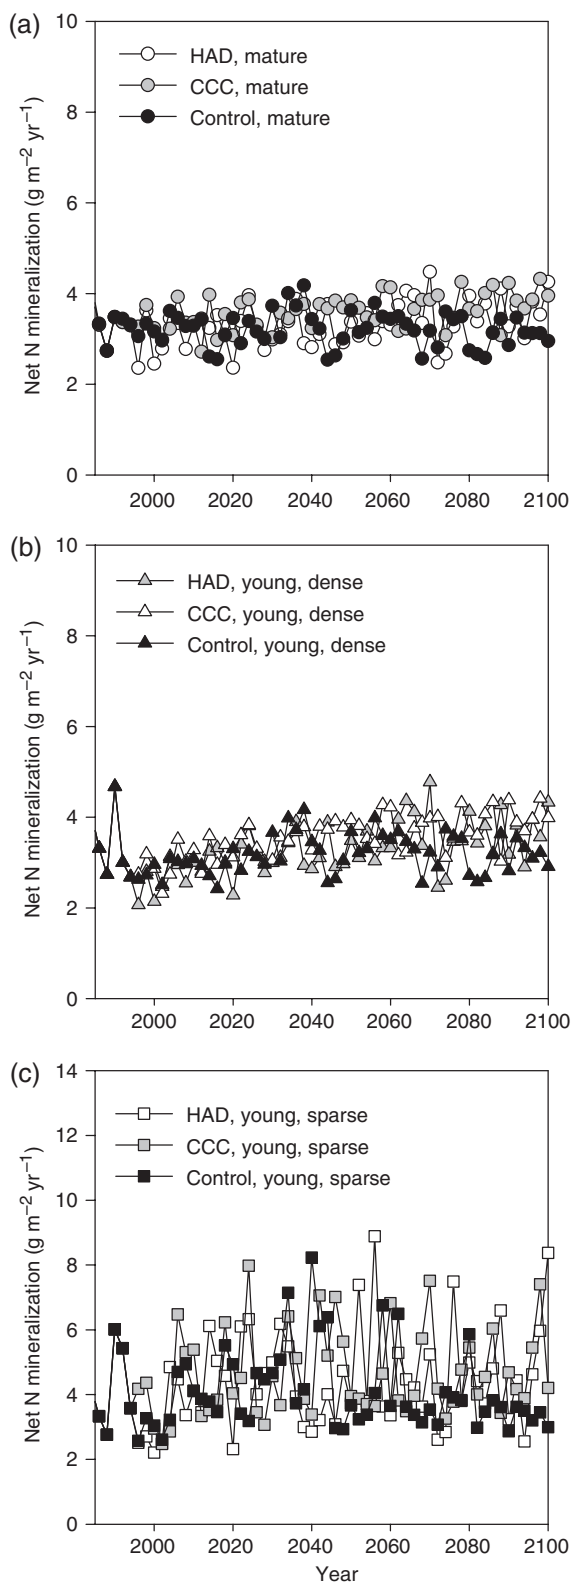 (a)
10
8
6
4
2
0
Net N mineralization (g m⁻² yr⁻¹)
HAD, mature
CCC, mature
Control, mature
2000 2020 2040 2060 2080 2100
(b)
10
8
6
4
2
0
Net N mineralization (g m⁻² yr⁻¹)
HAD, young, dense
CCC, young, dense
Control, young, dense
2000 2020 2040 2060 2080 2100
(c)
14
12
10
8
6
4
2
0
Net N mineralization (g m⁻² yr⁻¹)
HAD, young, sparse
CCC, young, sparse
Control, young, sparse
2000 2020 2040 2060 2080 2100
Year